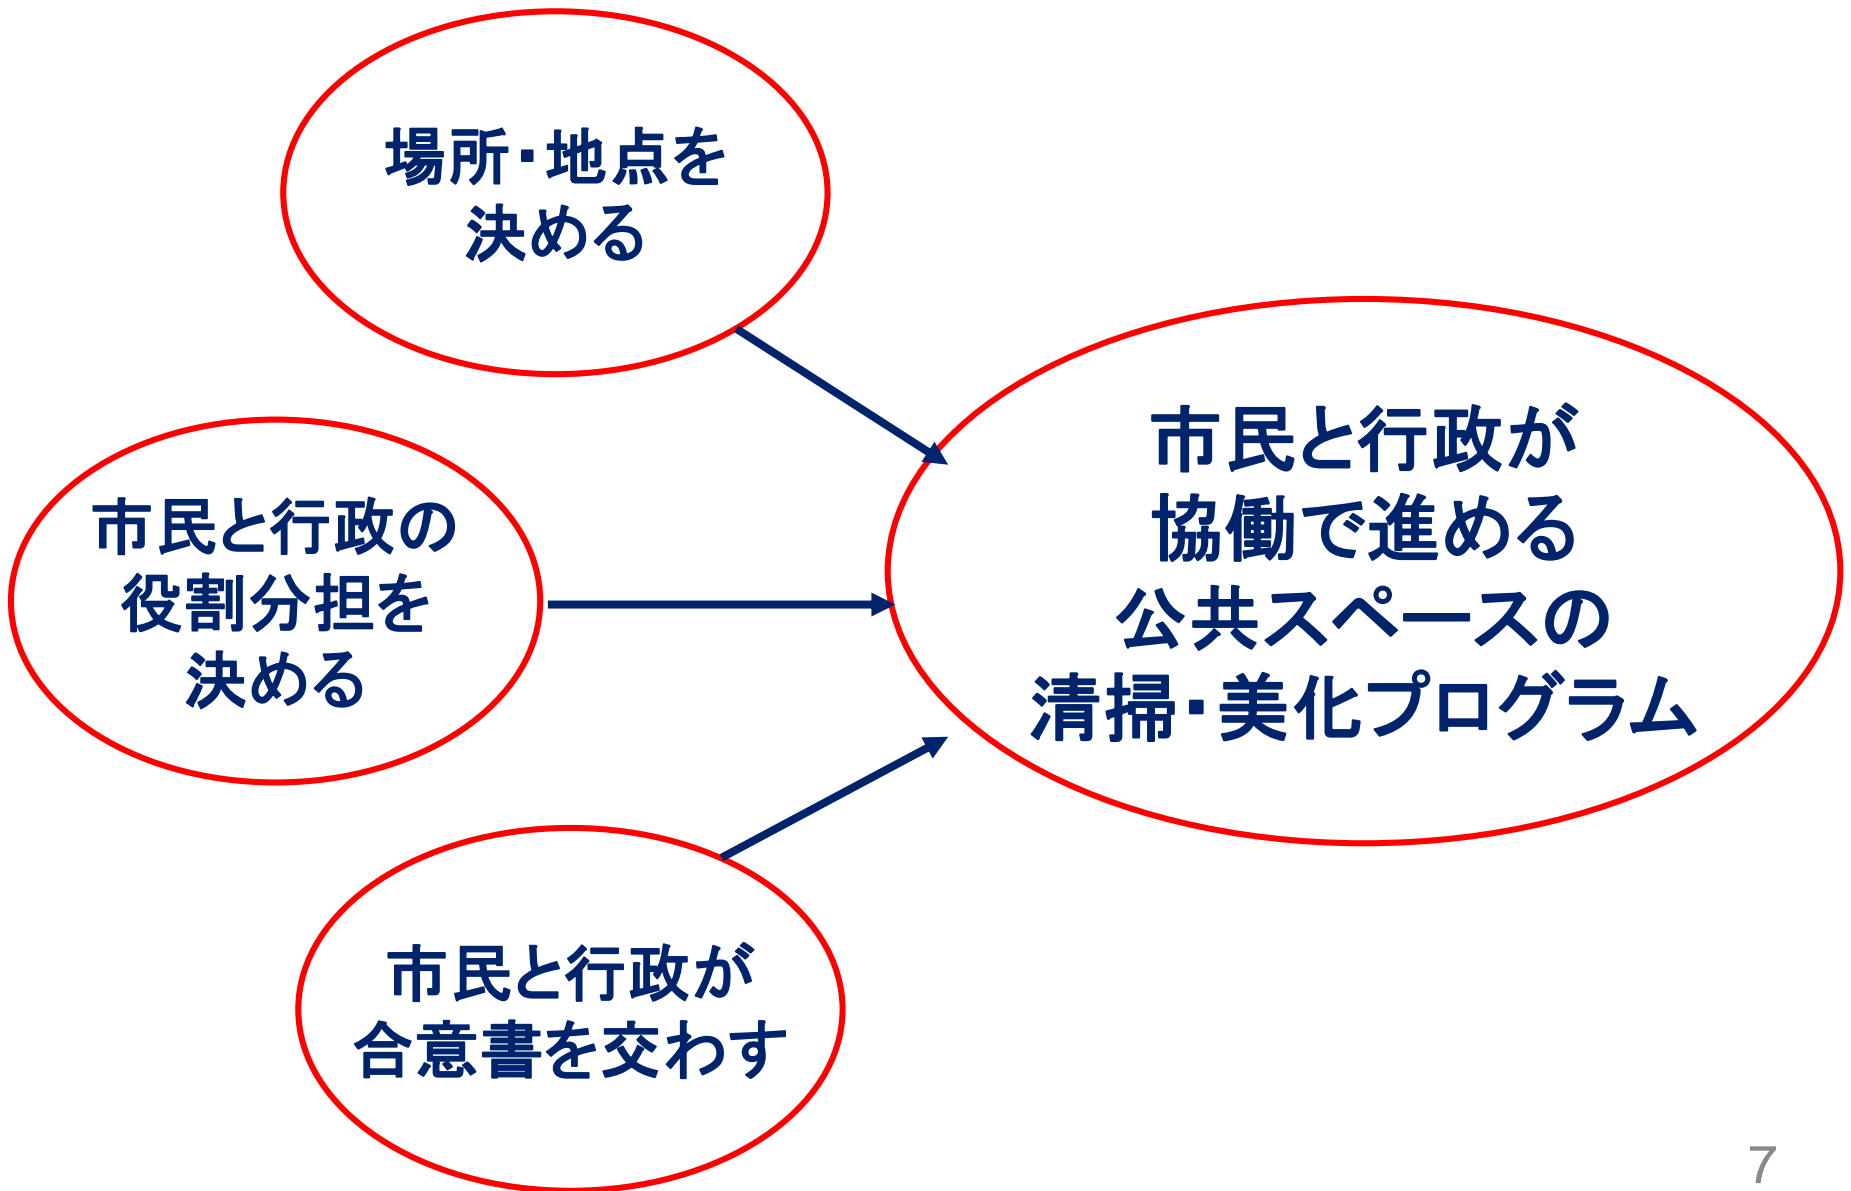 場所・地点を
決める
市民と行政の
役割分担を
決める
市民と行政が
合意書を交わす
市民と行政が
協働で進める
公共スペースの
清掃・美化プログラム
7